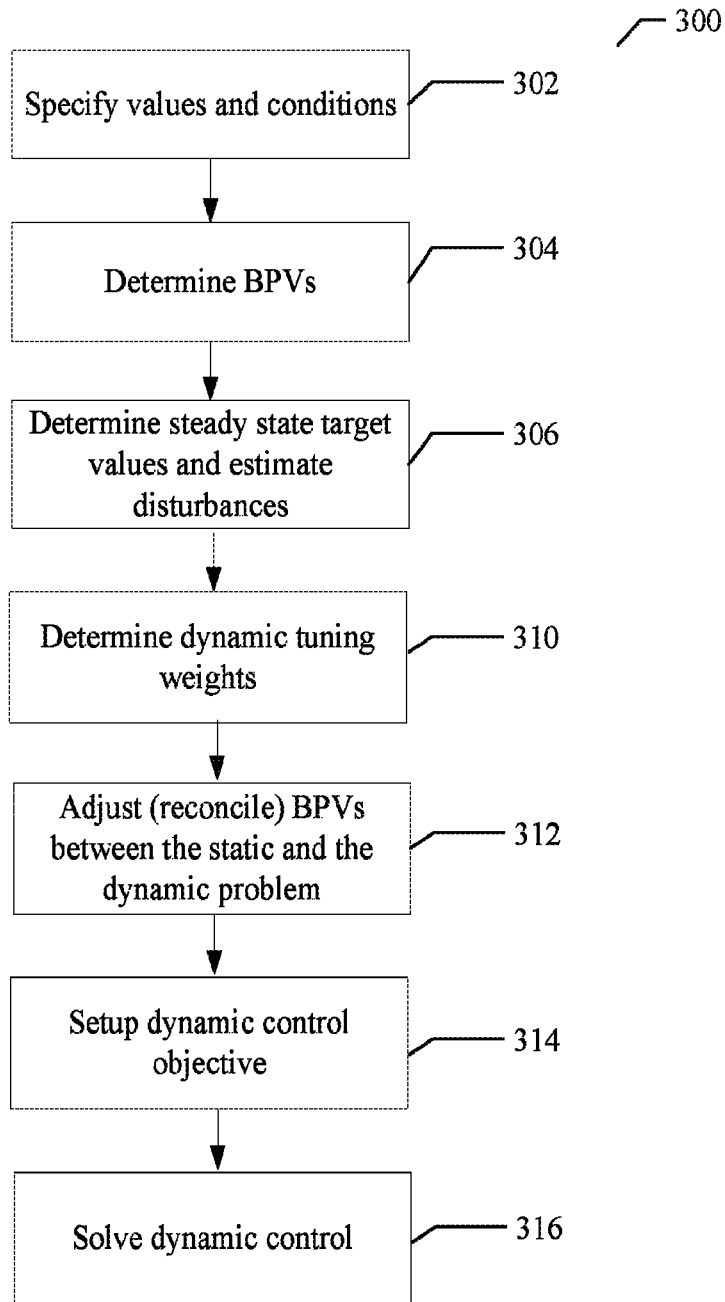 300
Specify values and conditions
302
Determine BPVs
304
Determine steady state target
values and estimate
disturbances
306
Determine dynamic tuning
weights
310
Adjust (reconcile) BPVs
between the static and the
dynamic problem
312
Setup dynamic control
objective
314
Solve dynamic control
316